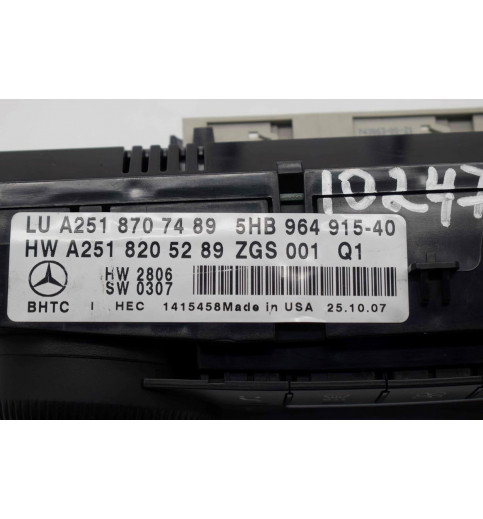 10247
LU A251 870 74 89 5HB 964 915-40
HW A251 820 52 89 ZGS 001 Q1
HW 2806
SW 0307
BHTC I HEC 1415458Made in USA 25.10.07